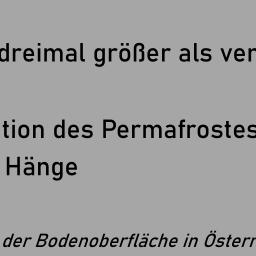 dreimal größer als ver
tion des Permafrostes
Hänge
der Bodenoberfläche in Österr